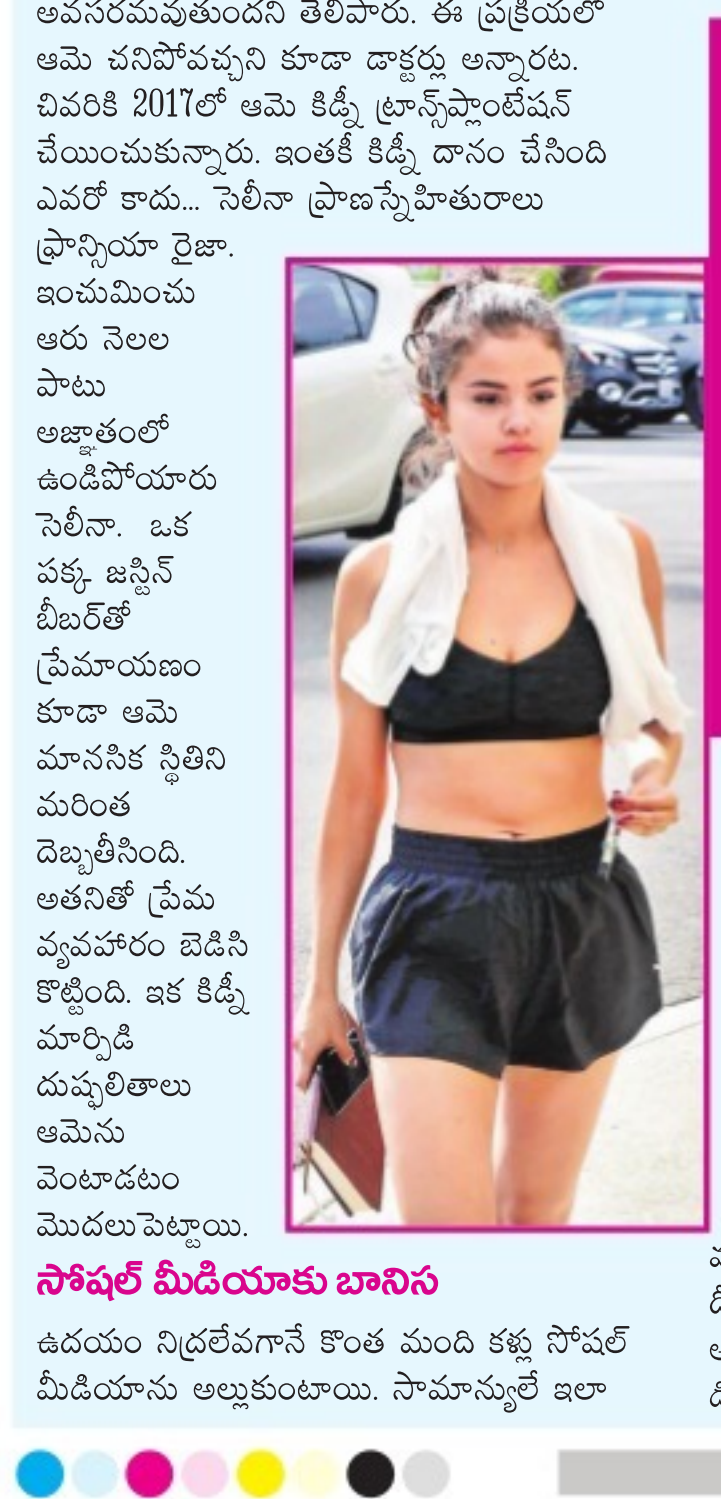 అవసరమవుతుందని తెలిపారు. ఈ ప్రక్రియలో
ఆమె చనిపోవచ్చని కూడా డాక్టర్లు అన్నారట.
చివరికి 2017లో ఆమె కిడ్నీ ట్రాన్స్‌ప్లాంటేషన్
చేయించుకున్నారు. ఇంతకీ కిడ్నీ దానం చేసింది
ఎవరో కాదు... సెలీనా ప్రాణస్నేహితురాలు
ఫ్రాన్సియా రైజా.
ఇంచుమించు
ఆరు నెలల
పాటు
అజ్ఞాతంలో
ఉండిపోయారు
సెలీనా. ఒక
పక్క జస్టిన్
బీబర్‌తో
ప్రేమాయణం
కూడా ఆమె
మానసిక స్థితిని
మరింత
దెబ్బతీసింది.
అతనితో ప్రేమ
వ్యవహారం బెడిసి
కొట్టింది. ఇక కిడ్నీ
మార్పిడి
దుష్ఫలితాలు
ఆమెను
వెంటాడటం
మొదలుపెట్టాయి.
సోషల్ మీడియాకు బానిస
ఉదయం నిద్రలేవగానే కొంత మంది కళ్లు సోషల్
మీడియాను అల్లుకుంటాయి. సామాన్యులే ఇలా